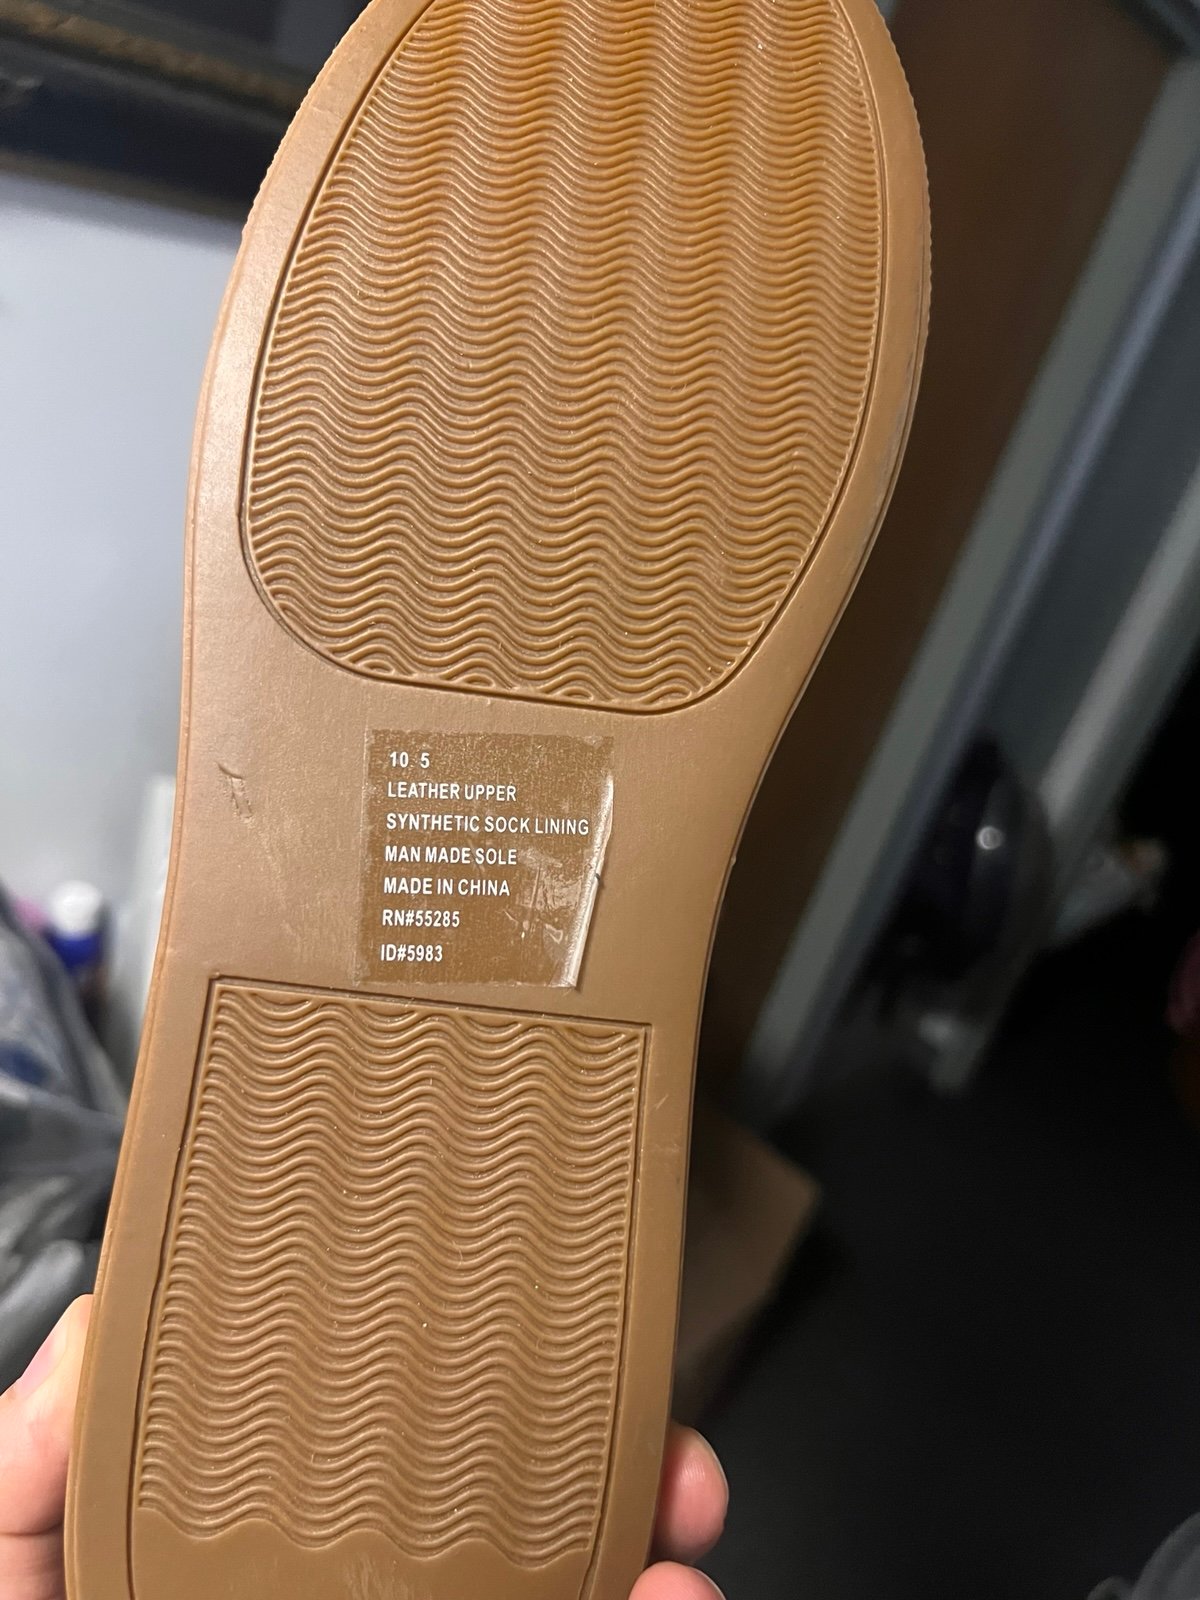 10.5
LEATHER UPPER
SYNTHETIC SOCK LINING
MAN MADE SOLE
MADE IN CHINA
RN#55285
ID#5983